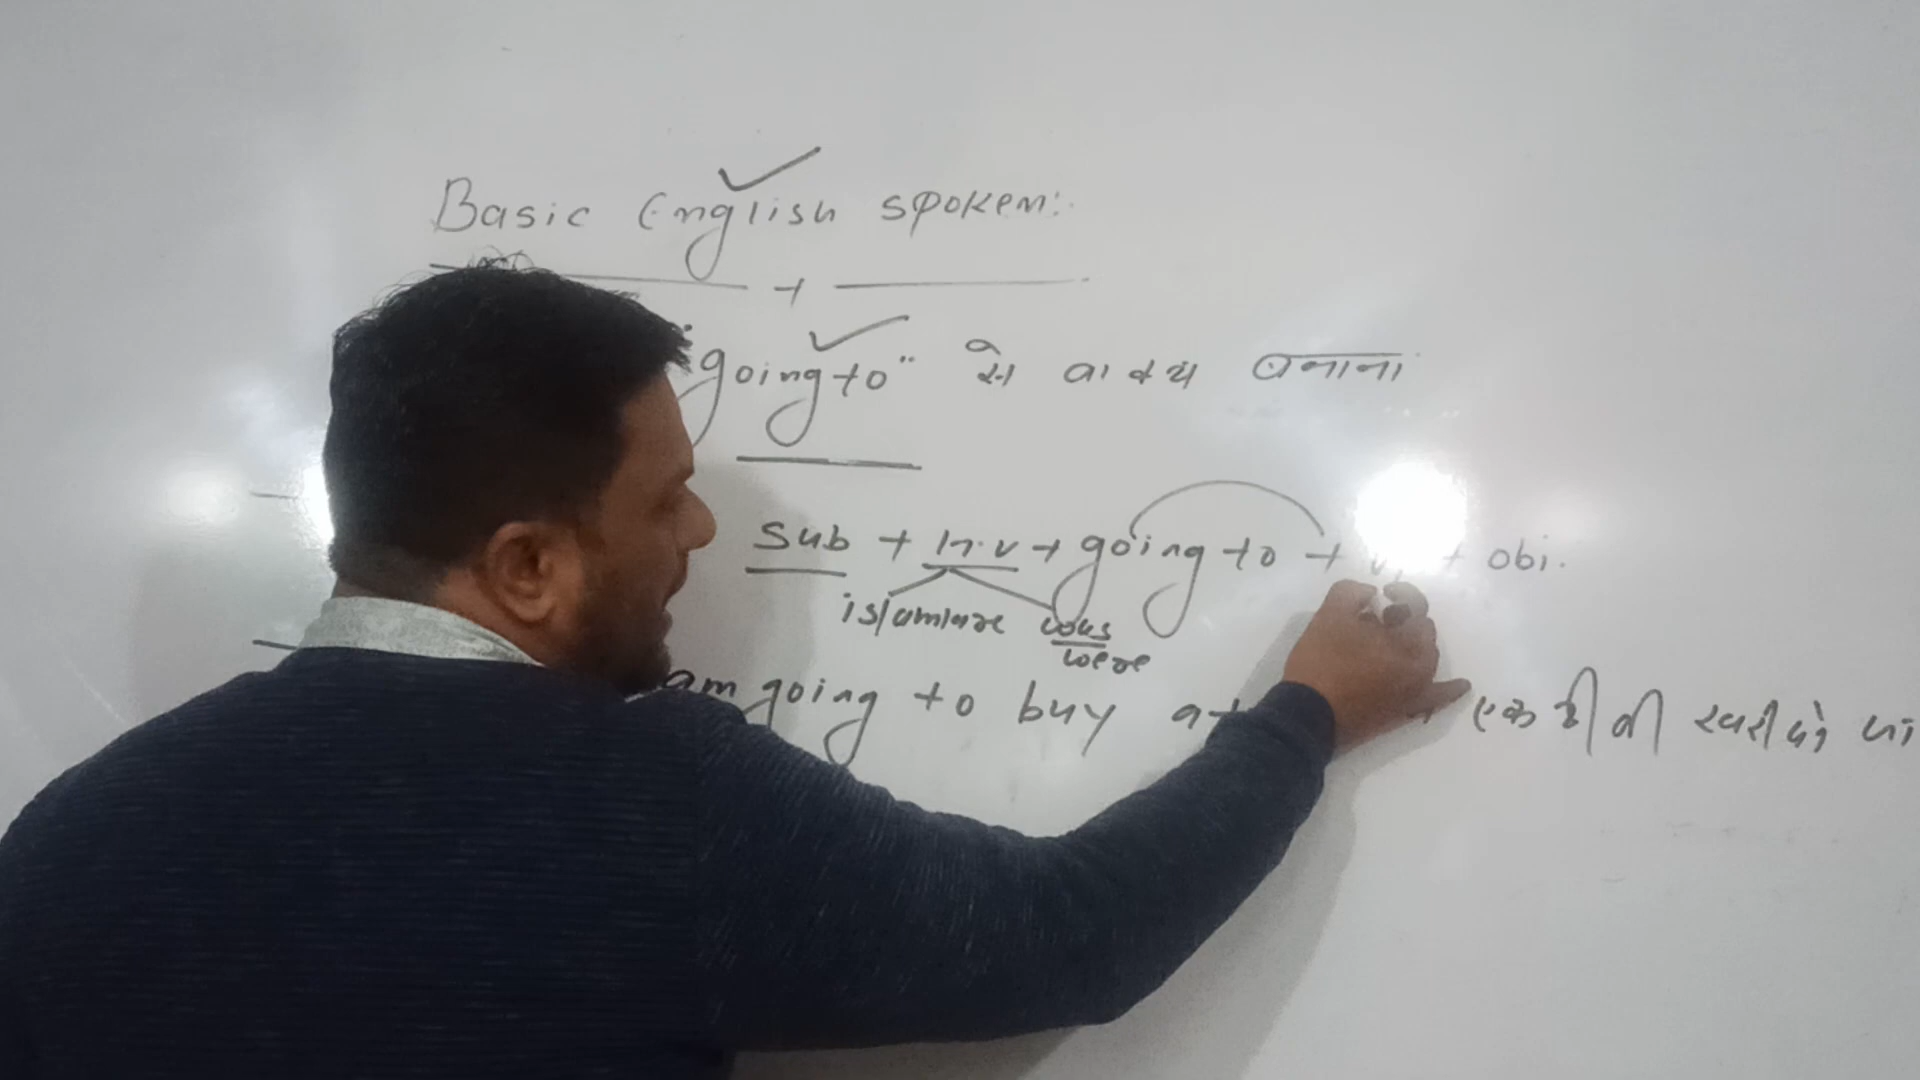 Basic English spoken:
"going to" से वाक्य बनाना
Sub + H.V + going to + V1 + obj.
is/am/are was
were
am going to buy a एक टी वी खरीदने जा